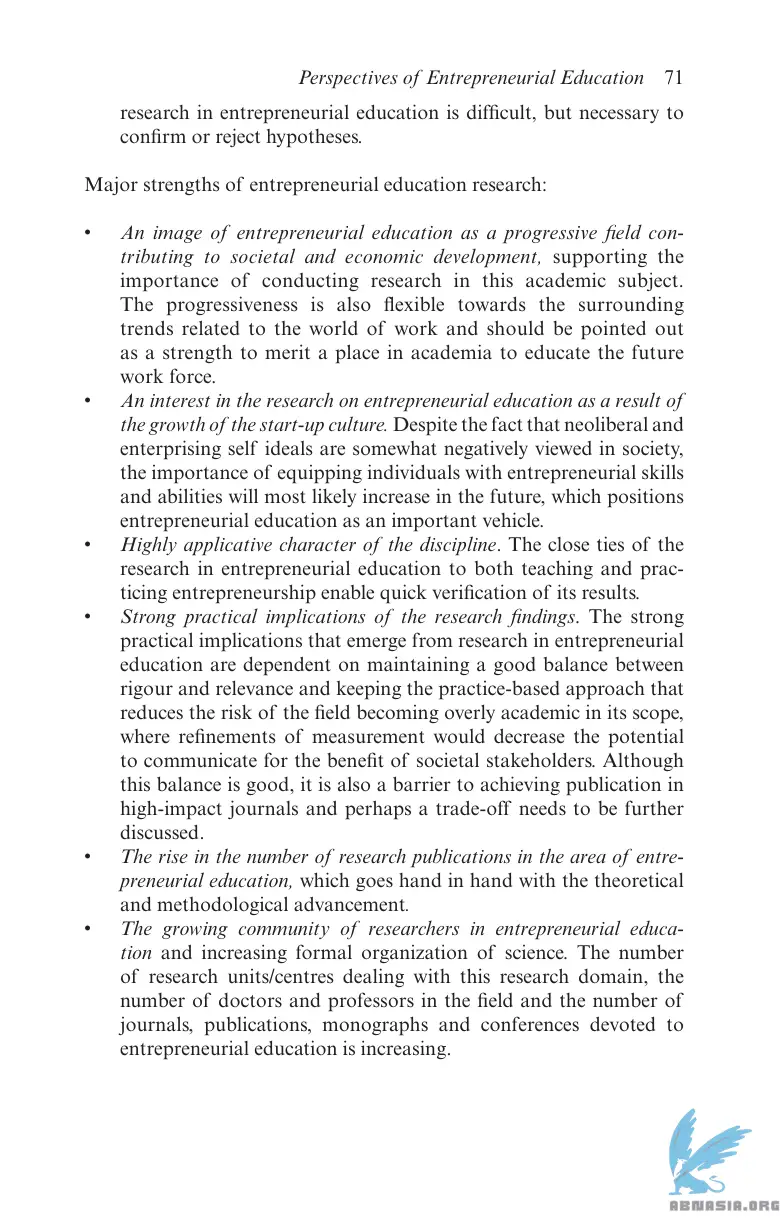 Perspectives of Entrepreneurial Education 71
research in entrepreneurial education is difficult, but necessary to
confirm or reject hypotheses.
Major strengths of entrepreneurial education research:
• An image of entrepreneurial education as a progressive field con-
tributing to societal and economic development, supporting the
importance of conducting research in this academic subject.
The progressiveness is also flexible towards the surrounding
trends related to the world of work and should be pointed out
as a strength to merit a place in academia to educate the future
work force.
• An interest in the research on entrepreneurial education as a result of
the growth of the start-up culture. Despite the fact that neoliberal and
enterprising self ideals are somewhat negatively viewed in society,
the importance of equipping individuals with entrepreneurial skills
and abilities will most likely increase in the future, which positions
entrepreneurial education as an important vehicle.
• Highly applicative character of the discipline. The close ties of the
research in entrepreneurial education to both teaching and prac-
ticing entrepreneurship enable quick verification of its results.
• Strong practical implications of the research findings. The strong
practical implications that emerge from research in entrepreneurial
education are dependent on maintaining a good balance between
rigour and relevance and keeping the practice-based approach that
reduces the risk of the field becoming overly academic in its scope,
where refinements of measurement would decrease the potential
to communicate for the benefit of societal stakeholders. Although
this balance is good, it is also a barrier to achieving publication in
high-impact journals and perhaps a trade-off needs to be further
discussed.
• The rise in the number of research publications in the area of entre-
preneurial education, which goes hand in hand with the theoretical
and methodological advancement.
• The growing community of researchers in entrepreneurial educa-
tion and increasing formal organization of science. The number
of research units/centres dealing with this research domain, the
number of doctors and professors in the field and the number of
journals, publications, monographs and conferences devoted to
entrepreneurial education is increasing.
ABNASIA.ORG